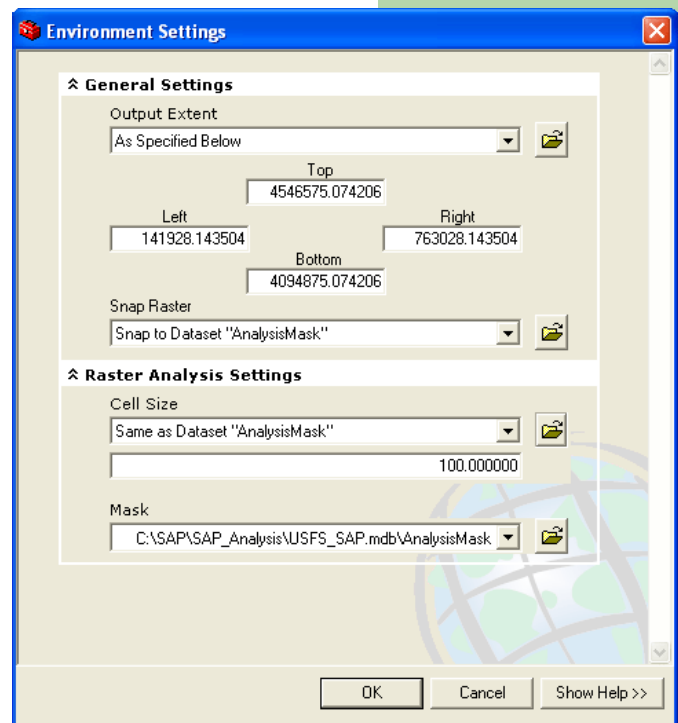 Environment Settings
General Settings
Output Extent
As Specified Below
Top
4546575.074206
Left Right
141928.143504 763028.143504
Bottom
4094875.074206
Snap Raster
Snap to Dataset "AnalysisMask"
Raster Analysis Settings
Cell Size
Same as Dataset "AnalysisMask"
100.000000
Mask
C:\SAP\SAP_Analysis\USFS_SAP.mdb\AnalysisMask
OK Cancel Show Help >>